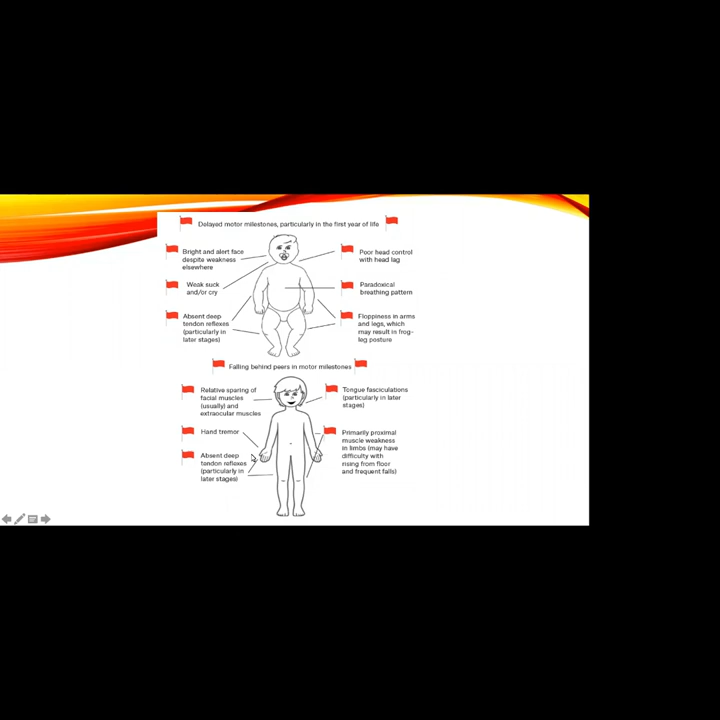 Delayed motor milestones, particularly in the first year of life
Bright and alert face
despite weakness
elsewhere
Poor head control
with head lag
Weak suck
and/or cry
Paradoxical
breathing pattern
Absent deep
tendon reflexes
(particularly in
later stages)
Floppiness in arms
and legs, which
may result in frog-
leg posture
Falling behind peers in motor milestones
Relative sparing of
facial muscles
(usually) and
extraocular muscles
Tongue fasciculations
(particularly in later
stages)
Hand tremor
Primarily proximal
muscle weakness
in limbs (may have
difficulty with
rising from floor
and frequent falls)
Absent deep
tendon reflexes
(particularly in
later stages)